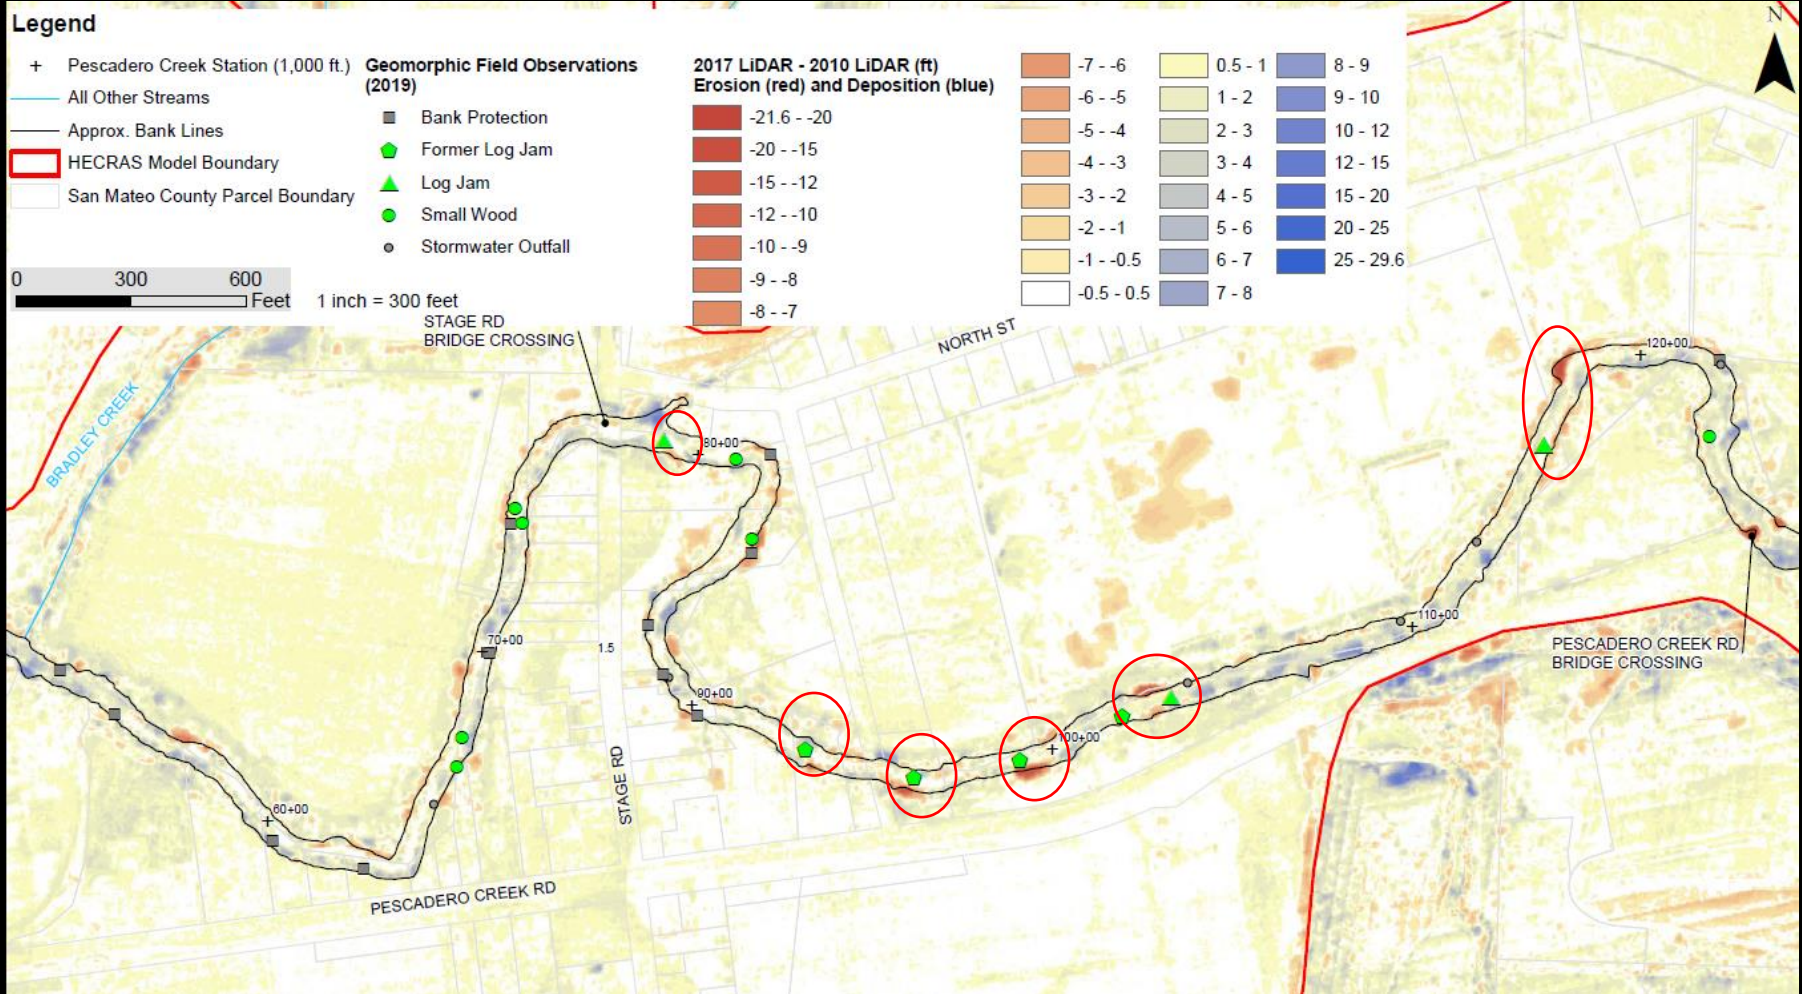 Legend
Pescadero Creek Station (1,000 ft.)
All Other Streams
Approx. Bank Lines
HECRAS Model Boundary
San Mateo County Parcel Boundary
0 300 600
Feet
1 inch = 300 feet
Geomorphic Field Observations
(2019)
Bank Protection
Former Log Jam
Log Jam
Small Wood
Stormwater Outfall
2017 LiDAR - 2010 LiDAR (ft)
Erosion (red) and Deposition (blue)
-21.6 - -20
-20 - -15
-15 - -12
-12 - -10
-10 - -9
-9 - -8
-8 - -7
-7 - -6
-6 - -5
-5 - -4
-4 - -3
-3 - -2
-2 - -1
-1 - -0.5
-0.5 - 0.5
0.5 - 1
1 - 2
2 - 3
3 - 4
4 - 5
5 - 6
6 - 7
7 - 8
8 - 9
9 - 10
10 - 12
12 - 15
15 - 20
20 - 25
25 - 29.6
N
STAGE RD
BRIDGE CROSSING
NORTH ST
120+00
BRADLEY CREEK
80+00
110+00
70+00
1.5
PESCADERO CREEK RD
BRIDGE CROSSING
90+00
100+00
STAGE RD
60+00
PESCADERO CREEK RD